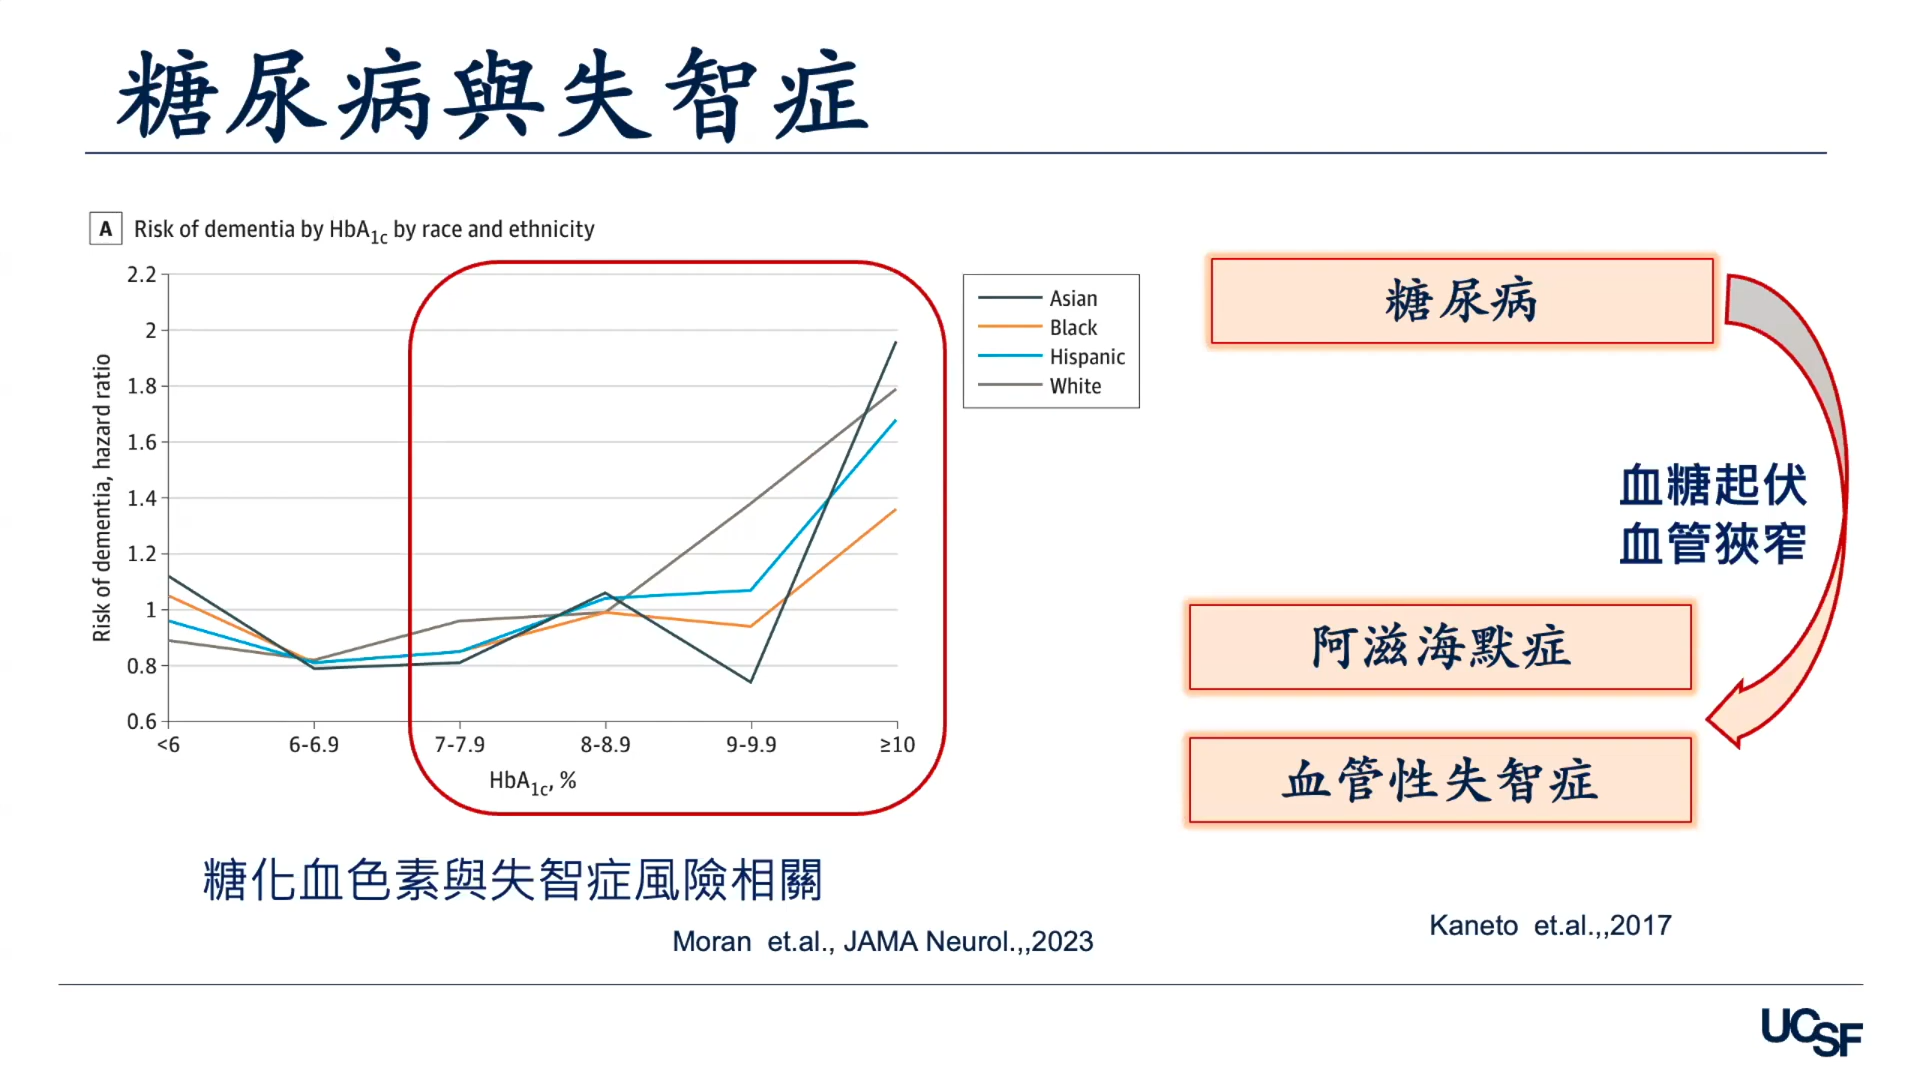 糖尿病與失智症
A Risk of dementia by HbA1c by race and ethnicity
Risk of dementia, hazard ratio
2.2
2
1.8
1.6
1.4
1.2
1
0.8
0.6
<6 6-6.9 7-7.9 8-8.9 9-9.9 ≥10
HbA1c, %
Asian
Black
Hispanic
White
糖化血色素與失智症風險相關
Moran et.al., JAMA Neurol.,,2023
糖尿病
血糖起伏
血管狹窄
阿滋海默症
血管性失智症
Kaneto et.al.,,2017
UCSF